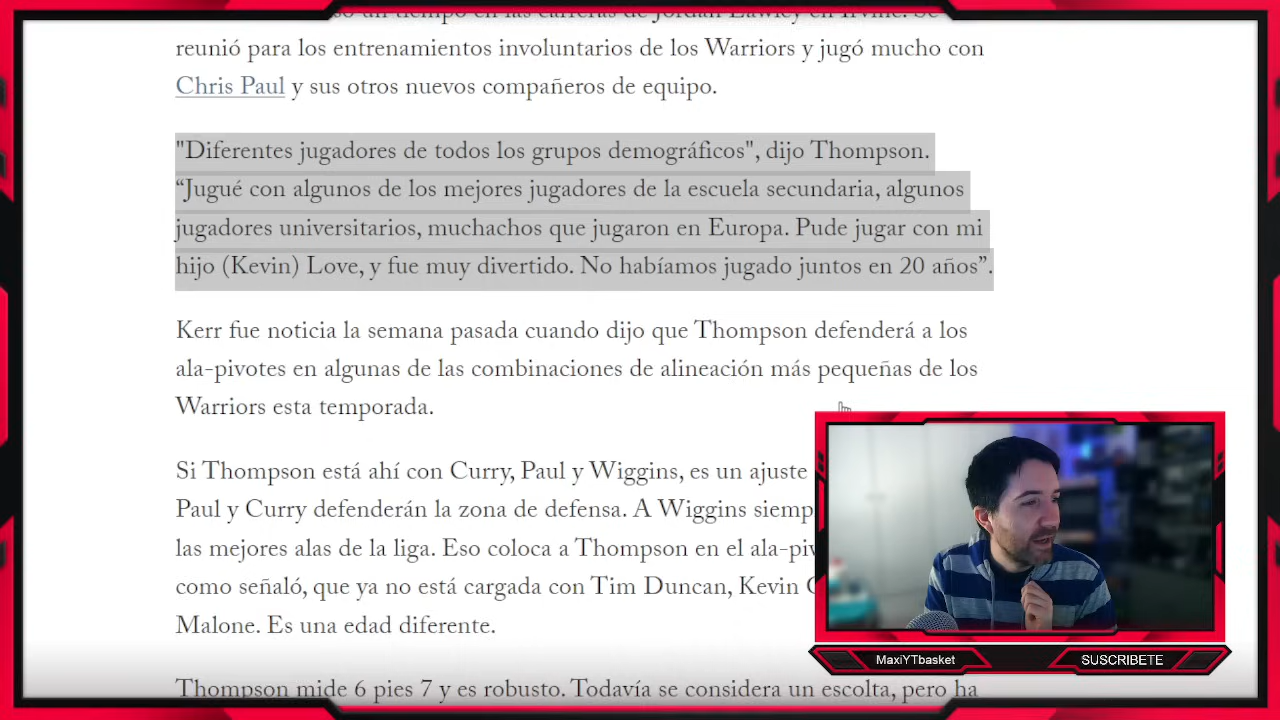 reunió para los entrenamientos involuntarios de los Warriors y jugó mucho con
Chris Paul y sus otros nuevos compañeros de equipo.
"Diferentes jugadores de todos los grupos demográficos", dijo Thompson.
“Jugué con algunos de los mejores jugadores de la escuela secundaria, algunos
jugadores universitarios, muchachos que jugaron en Europa. Pude jugar con mi
hijo (Kevin) Love, y fue muy divertido. No habíamos jugado juntos en 20 años”.
Kerr fue noticia la semana pasada cuando dijo que Thompson defenderá a los
ala-pivotes en algunas de las combinaciones de alineación más pequeñas de los
Warriors esta temporada.
Si Thompson está ahí con Curry, Paul y Wiggins, es un ajuste
Paul y Curry defenderán la zona de defensa. A Wiggins
las mejores alas de la liga. Eso coloca a Thompson en el
como señaló, que ya no está cargada con Tim Duncan, Kevin
Malone. Es una edad diferente.
Thompson mide 6 pies 7 y es robusto. Todavía se considera un escolta, pero ha
MaxiYTbasket
SUSCRIBETE